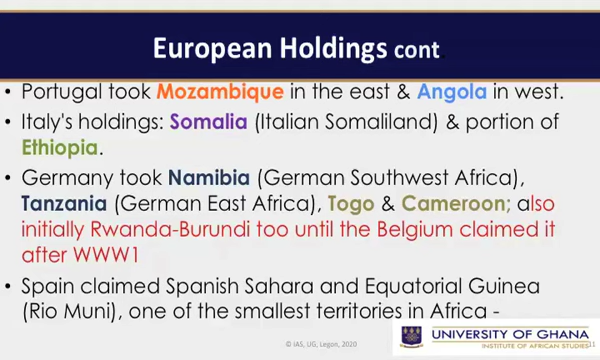 European Holdings cont
• Portugal took Mozambique in the east & Angola in west.
• Italy's holdings: Somalia (Italian Somaliland) & portion of
Ethiopia.
• Germany took Namibia (German Southwest Africa),
Tanzania (German East Africa), Togo & Cameroon; also
initially Rwanda-Burundi too until the Belgium claimed it
after WWW1
• Spain claimed Spanish Sahara and Equatorial Guinea
(Rio Muni), one of the smallest territories in Africa -
© IAS, UG, Legon, 2020
UNIVERSITY OF GHANA
INSTITUTE OF AFRICAN STUDIES
11